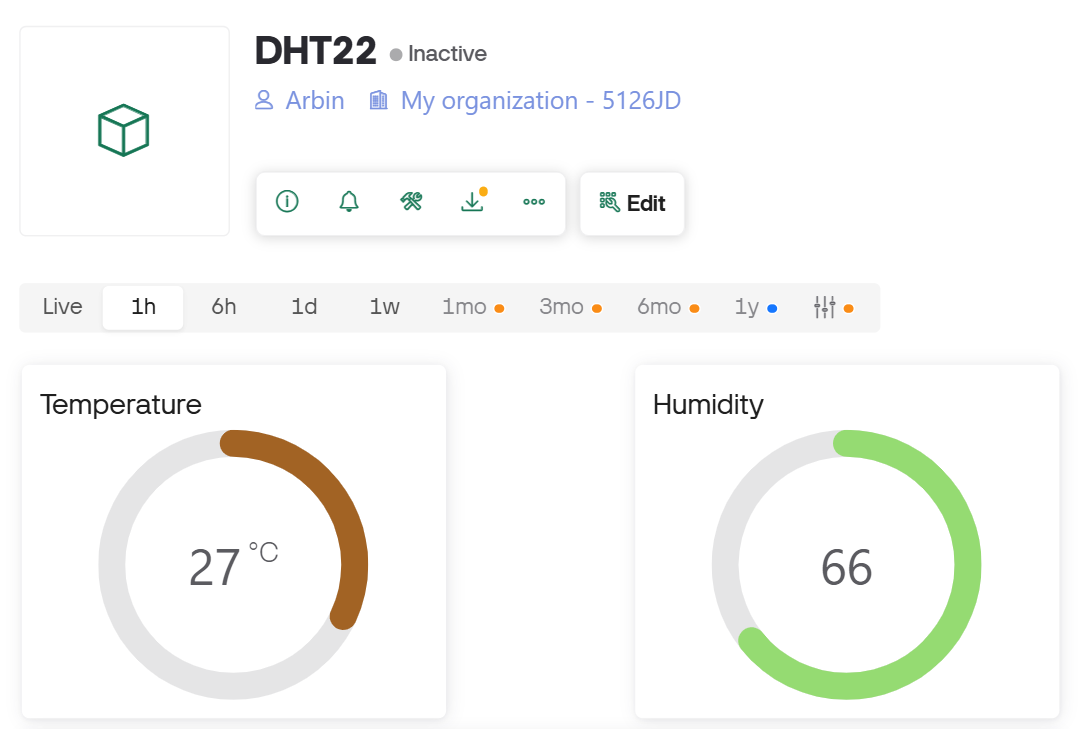 DHT22 Inactive
Arbin My organization - 5126JD
Edit
Live 1h 6h 1d 1w 1mo 3mo 6mo 1y
Temperature
Humidity
27 °C
66